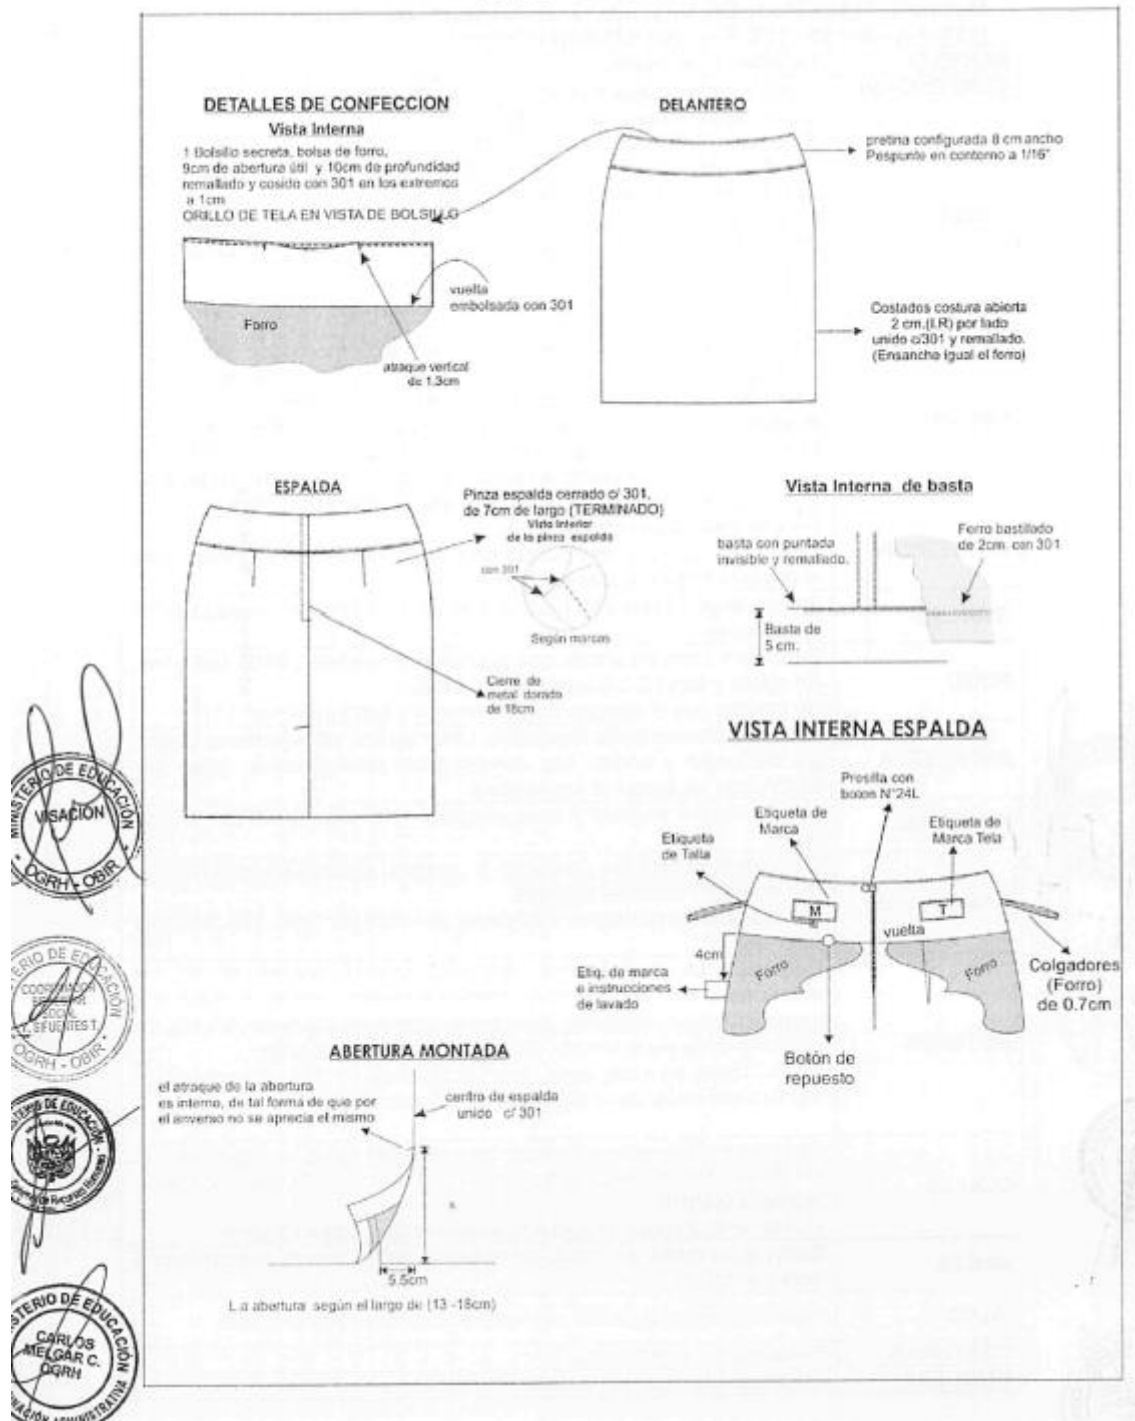 DETALLES DE CONFECCION
Vista Interna
1 Bolsillo secreta, bolsa de forro,
9cm de abertura útil y 10cm de profundidad
remallado y cosido con 301 en los extremos
a 1cm
ORILLO DE TELA EN VISTA DE BOLSILLO
vuelta
embolsada con 301
Forro
atraque vertical
de 1.3cm
DELANTERO
pretina configurada 8 cm ancho
Pespunte en contorno a 1/16"
Costados costura abierta
2 cm.(I.R) por lado
unido c/301 y remallado.
(Ensanche igual el forro)
ESPALDA
Pinza espalda cerrado c/ 301,
de 7cm de largo (TERMINADO)
Vista Interior
de la pinza espalda
con 301
Según marcas
Cierre de
metal dorado
de 18cm
Vista Interna de basta
basta con puntada
invisible y remallado.
Forro bastillado
de 2cm. con 301
Basta de
5 cm.
VISTA INTERNA ESPALDA
Presilla con
boton N°24L
Etiqueta de
Marca
Etiqueta de
Marca Tela
Etiqueta
de Talla
M
T
vuelta
4cm
Forro
Forro
Etiq. de marca
e instrucciones
de lavado
Colgadores
(Forro)
de 0.7cm
Botón de
repuesto
ABERTURA MONTADA
el atraque de la abertura
es interno, de tal forma de que por
el anverso no se aprecia el mismo
centro de espalda
unido c/ 301
5.5cm
La abertura según el largo de (13 -18cm)
MINISTERIO DE EDUCACIÓN
VISACIÓN
OGRH - OBIR
COORDINADOR
SOCIAL
SIFUENTES T.
OGRH - OBIR
CARLOS
MELGAR C.
OGRH